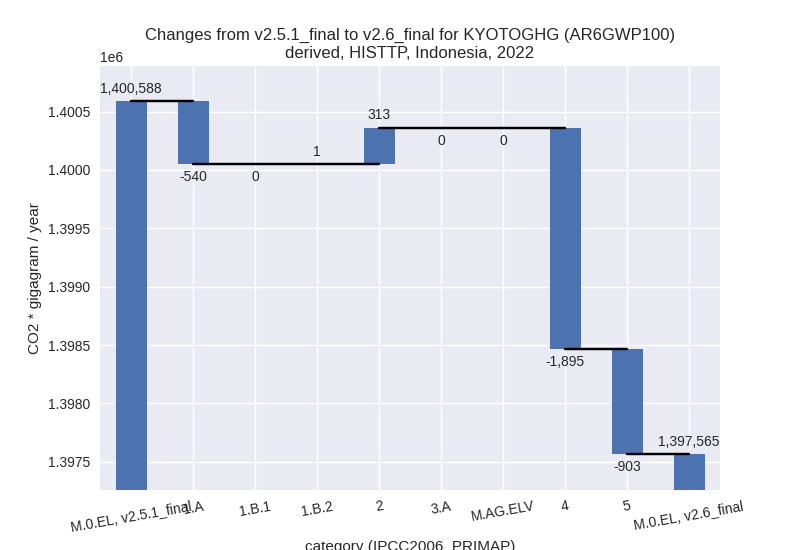 Changes from v2.5.1_final to v2.6_final for KYOTOGHG (AR6GWP100)
derived, HISTTP, Indonesia, 2022
1e6
1,400,588
313
1.4005
0
0
1
1.4000
-540
0
1.3995
CO2 * gigagram / year
1.3990
1.3985
-1,895
1.3980
1,397,565
1.3975
-903
M.0.EL, v2.5.1_final
1.A
1.B.1
1.B.2
2
3.A
M.AG.ELV
4
5
M.0.EL, v2.6_final
category (IPCC2006_PRIMAP)